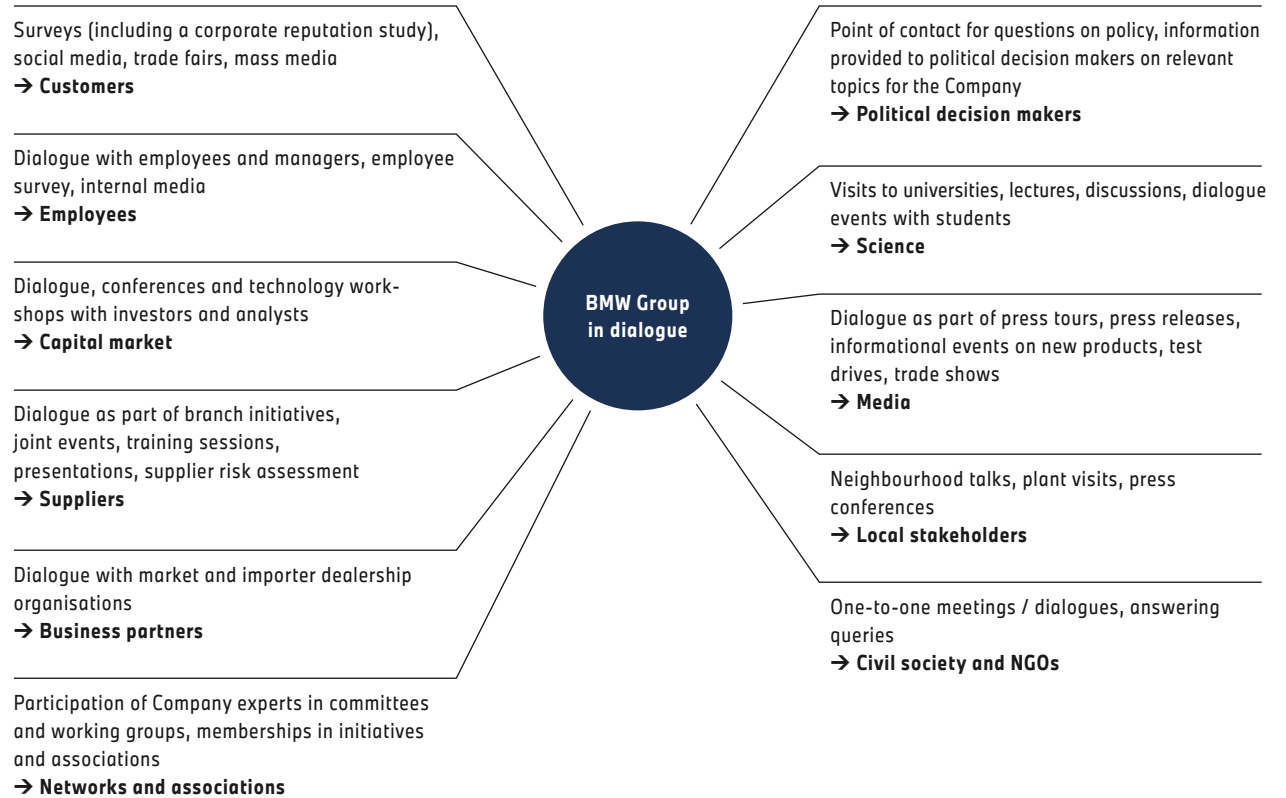 Surveys (including a corporate reputation study),
social media, trade fairs, mass media
→ Customers
Dialogue with employees and managers, employee
survey, internal media
→ Employees
Dialogue, conferences and technology work-
shops with investors and analysts
→ Capital market
Dialogue as part of branch initiatives,
joint events, training sessions,
presentations, supplier risk assessment
→ Suppliers
Dialogue with market and importer dealership
organisations
→ Business partners
Participation of Company experts in committees
and working groups, memberships in initiatives
and associations
→ Networks and associations
BMW Group
in dialogue
Point of contact for questions on policy, information
provided to political decision makers on relevant
topics for the Company
→ Political decision makers
Visits to universities, lectures, discussions, dialogue
events with students
→ Science
Dialogue as part of press tours, press releases,
informational events on new products, test
drives, trade shows
→ Media
Neighbourhood talks, plant visits, press
conferences
→ Local stakeholders
One-to-one meetings / dialogues, answering
queries
→ Civil society and NGOs